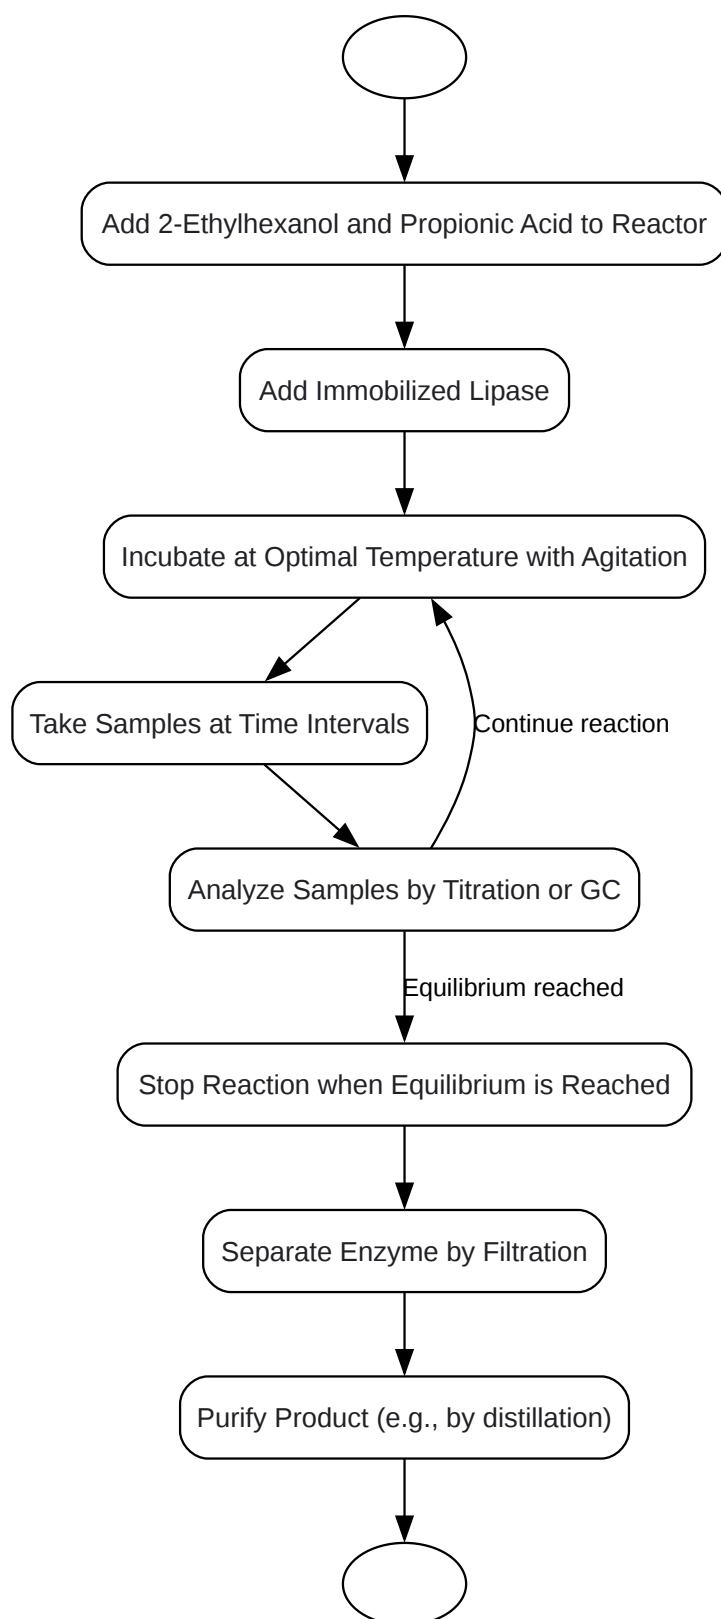 Add 2-Ethylhexanol and Propionic Acid to Reactor
Add Immobilized Lipase
Incubate at Optimal Temperature with Agitation
Take Samples at Time Intervals
Continue reaction
Analyze Samples by Titration or GC
Equilibrium reached
Stop Reaction when Equilibrium is Reached
Separate Enzyme by Filtration
Purify Product (e.g., by distillation)